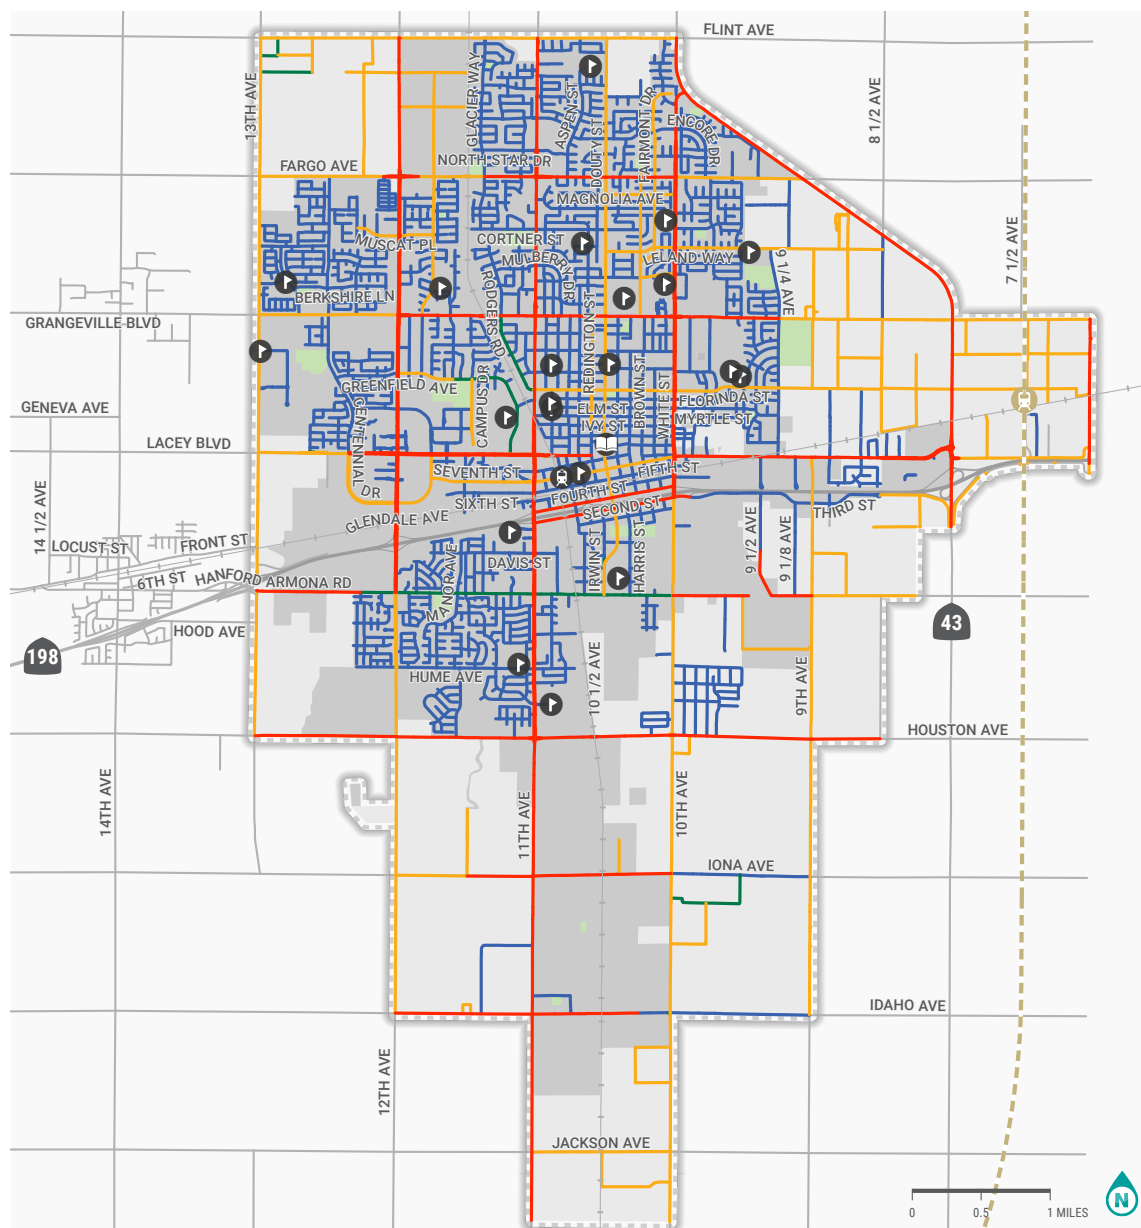 FLINT AVE
13TH AVE
GLACIER WAY
ASPEN ST
DOUTY ST
FAIRMONT DR
ENCORE DR
8 1/2 AVE
FARGO AVE
NORTH STAR DR
MAGNOLIA AVE
MUSCAT PL
CORTNER ST
MULBERRY DR
LELAND WAY
9 1/4 AVE
7 1/2 AVE
BERKSHIRE LN
RODGERS RD
REDINGTON ST
GRANGEVILLE BLVD
GREENFIELD AVE
CAMPUS DR
BROWN ST
WHITE ST
FLORINDA ST
GENEVA AVE
ELM ST
MYRTLE ST
IVY ST
CENTENNIAL DR
LACEY BLVD
SEVENTH ST
FIFTH ST
14 1/2 AVE
SIXTH ST
FOURTH ST
SECOND ST
THIRD ST
GLENDALE AVE
LOCUST ST
FRONT ST
9 1/2 AVE
9 1/8 AVE
6TH ST
HANFORD ARMONA RD
MANOR AVE
DAVIS ST
IRWIN ST
HARRIS ST
HOOD AVE
43
198
HUME AVE
10 1/2 AVE
9TH AVE
HOUSTON AVE
14TH AVE
11TH AVE
10TH AVE
IONA AVE
IDAHO AVE
12TH AVE
JACKSON AVE
N
0 0.5 1 MILES